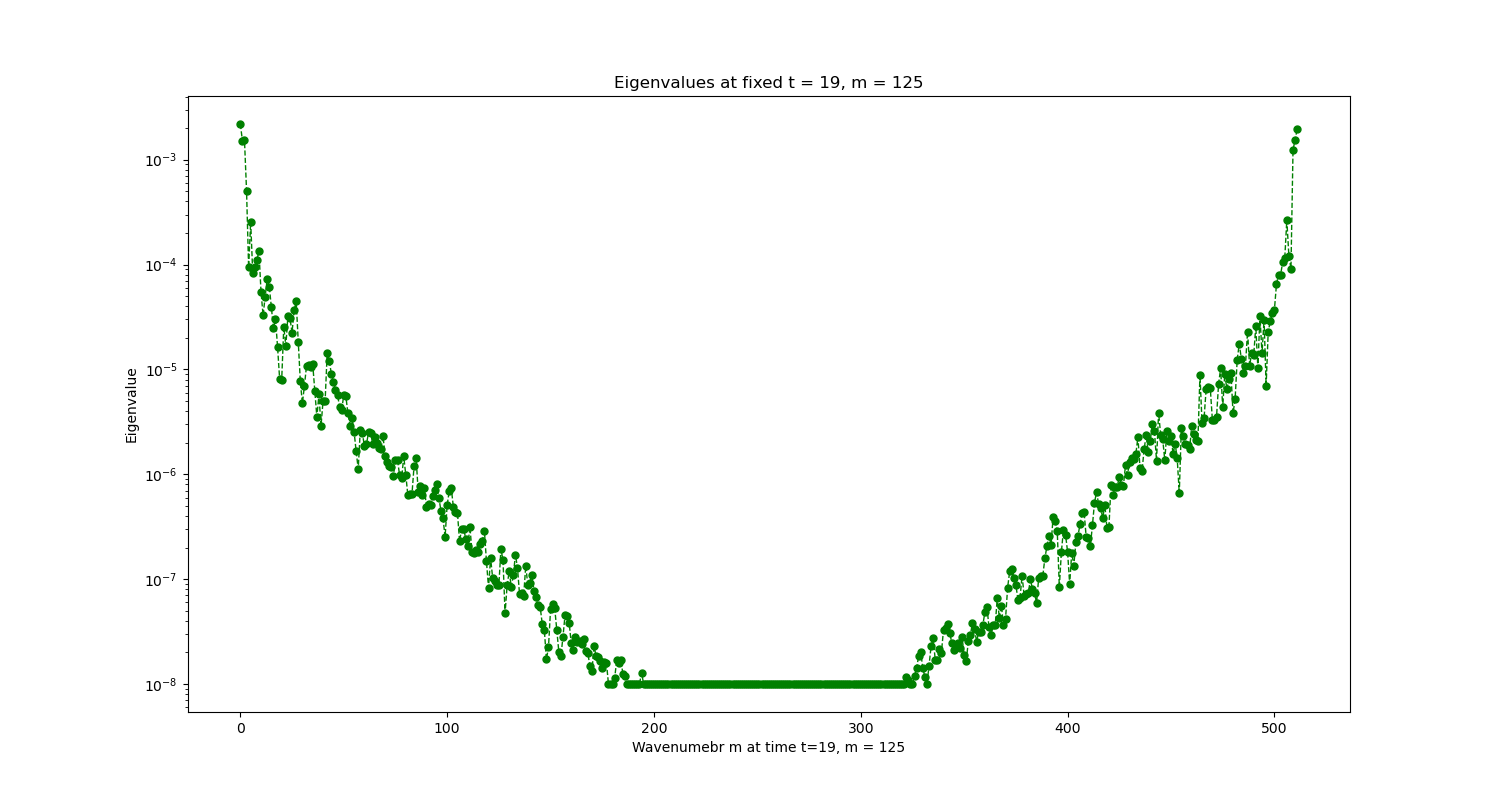 Eigenvalues at fixed t = 19, m = 125
Eigenvalue
10⁻³
10⁻⁴
10⁻⁵
10⁻⁶
10⁻⁷
10⁻⁸
0 100 200 300 400 500
Wavenumebr m at time t=19, m = 125